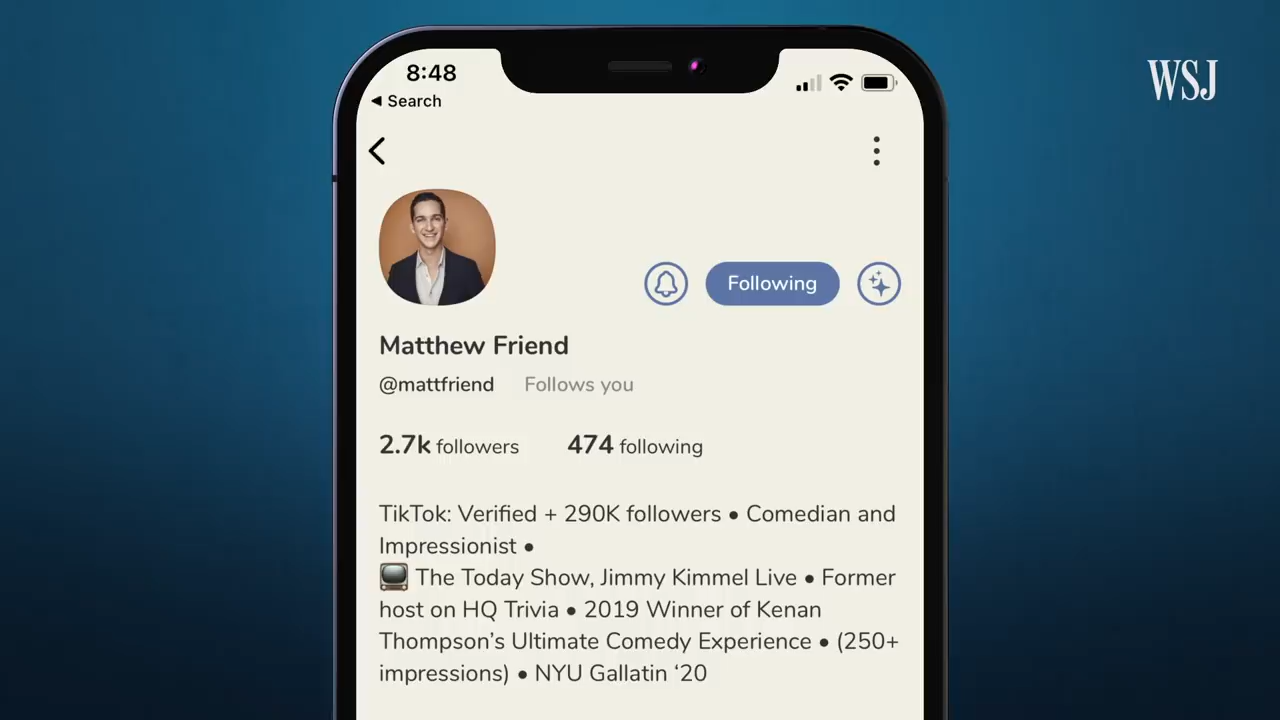 8:48
WSJ
◀ Search
Following
Matthew Friend
@mattfriend Follows you
2.7k followers 474 following
TikTok: Verified + 290K followers • Comedian and
Impressionist •
📺 The Today Show, Jimmy Kimmel Live • Former
host on HQ Trivia • 2019 Winner of Kenan
Thompson’s Ultimate Comedy Experience • (250+
impressions) • NYU Gallatin ‘20